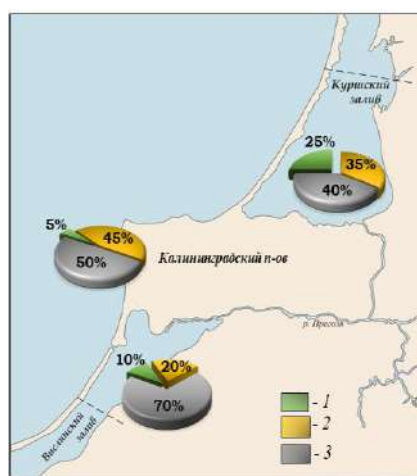 Куршский
залив
25%
35%
40%
5%
45%
50%
Калининградский п-ов
р. Преголя
10%
20%
70%
Вислинский
залив
- 1
- 2
- 3